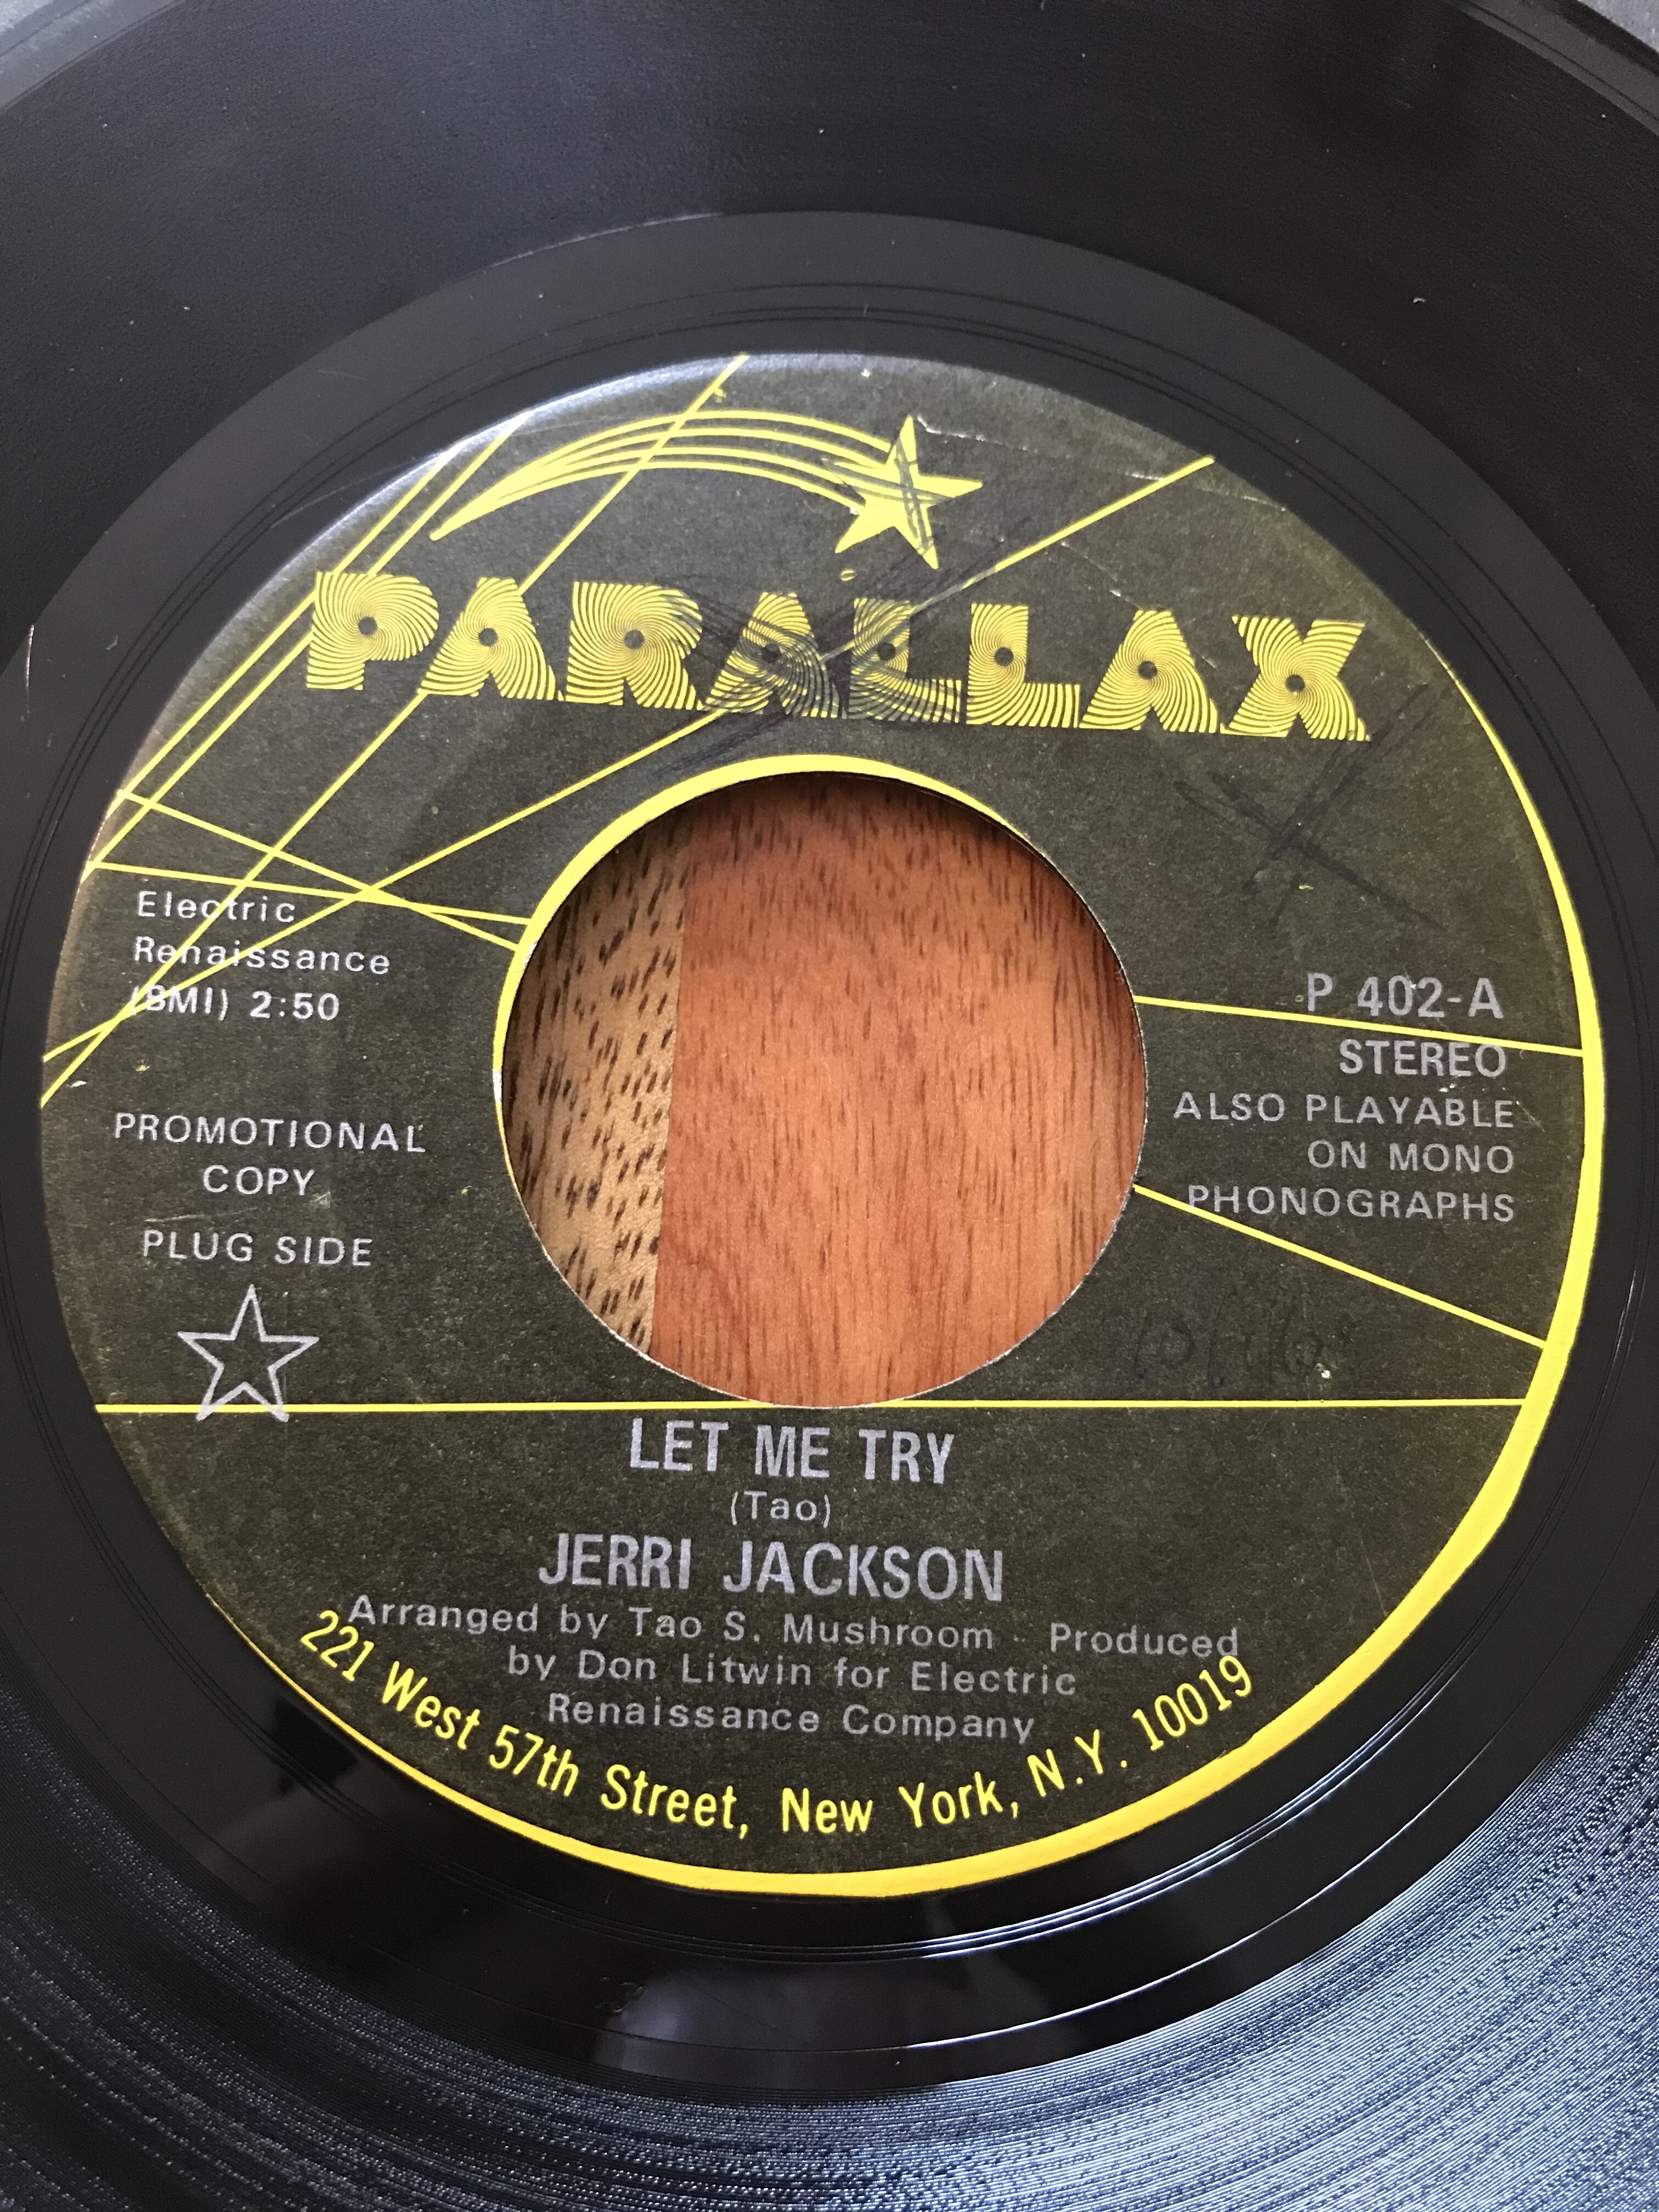 PARALLAX
Electric
Renaissance
(BMI) 2:50
PROMOTIONAL
COPY
PLUG SIDE
P 402-A
STEREO
ALSO PLAYABLE
ON MONO
PHONOGRAPHS
LET ME TRY
(Tao)
JERRI JACKSON
Arranged by Tao S. Mushroom - Produced
by Don Litwin for Electric
Renaissance Company
221 West 57th Street, New York, N.Y. 10019